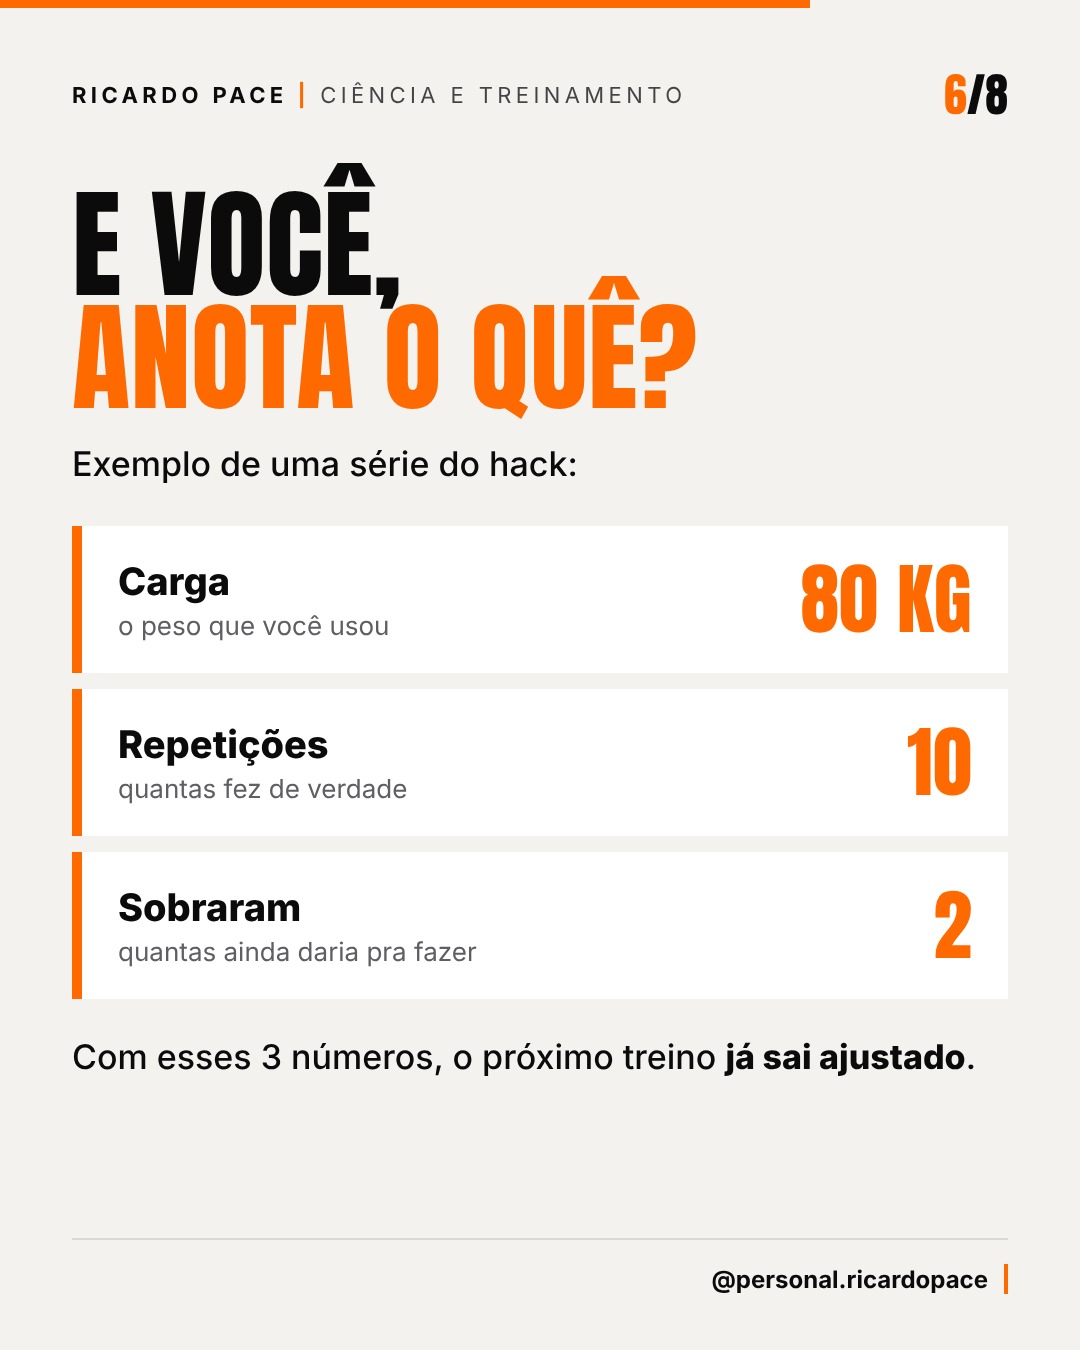 RICARDO PACE | CIÊNCIA E TREINAMENTO
6/8
E VOCÊ,
ANOTA O QUÊ?
Exemplo de uma série do hack:
Carga
o peso que você usou
80 KG
Repetições
quantas fez de verdade
10
Sobraram
quantas ainda daria pra fazer
2
Com esses 3 números, o próximo treino já sai ajustado.
@personal.ricardopace